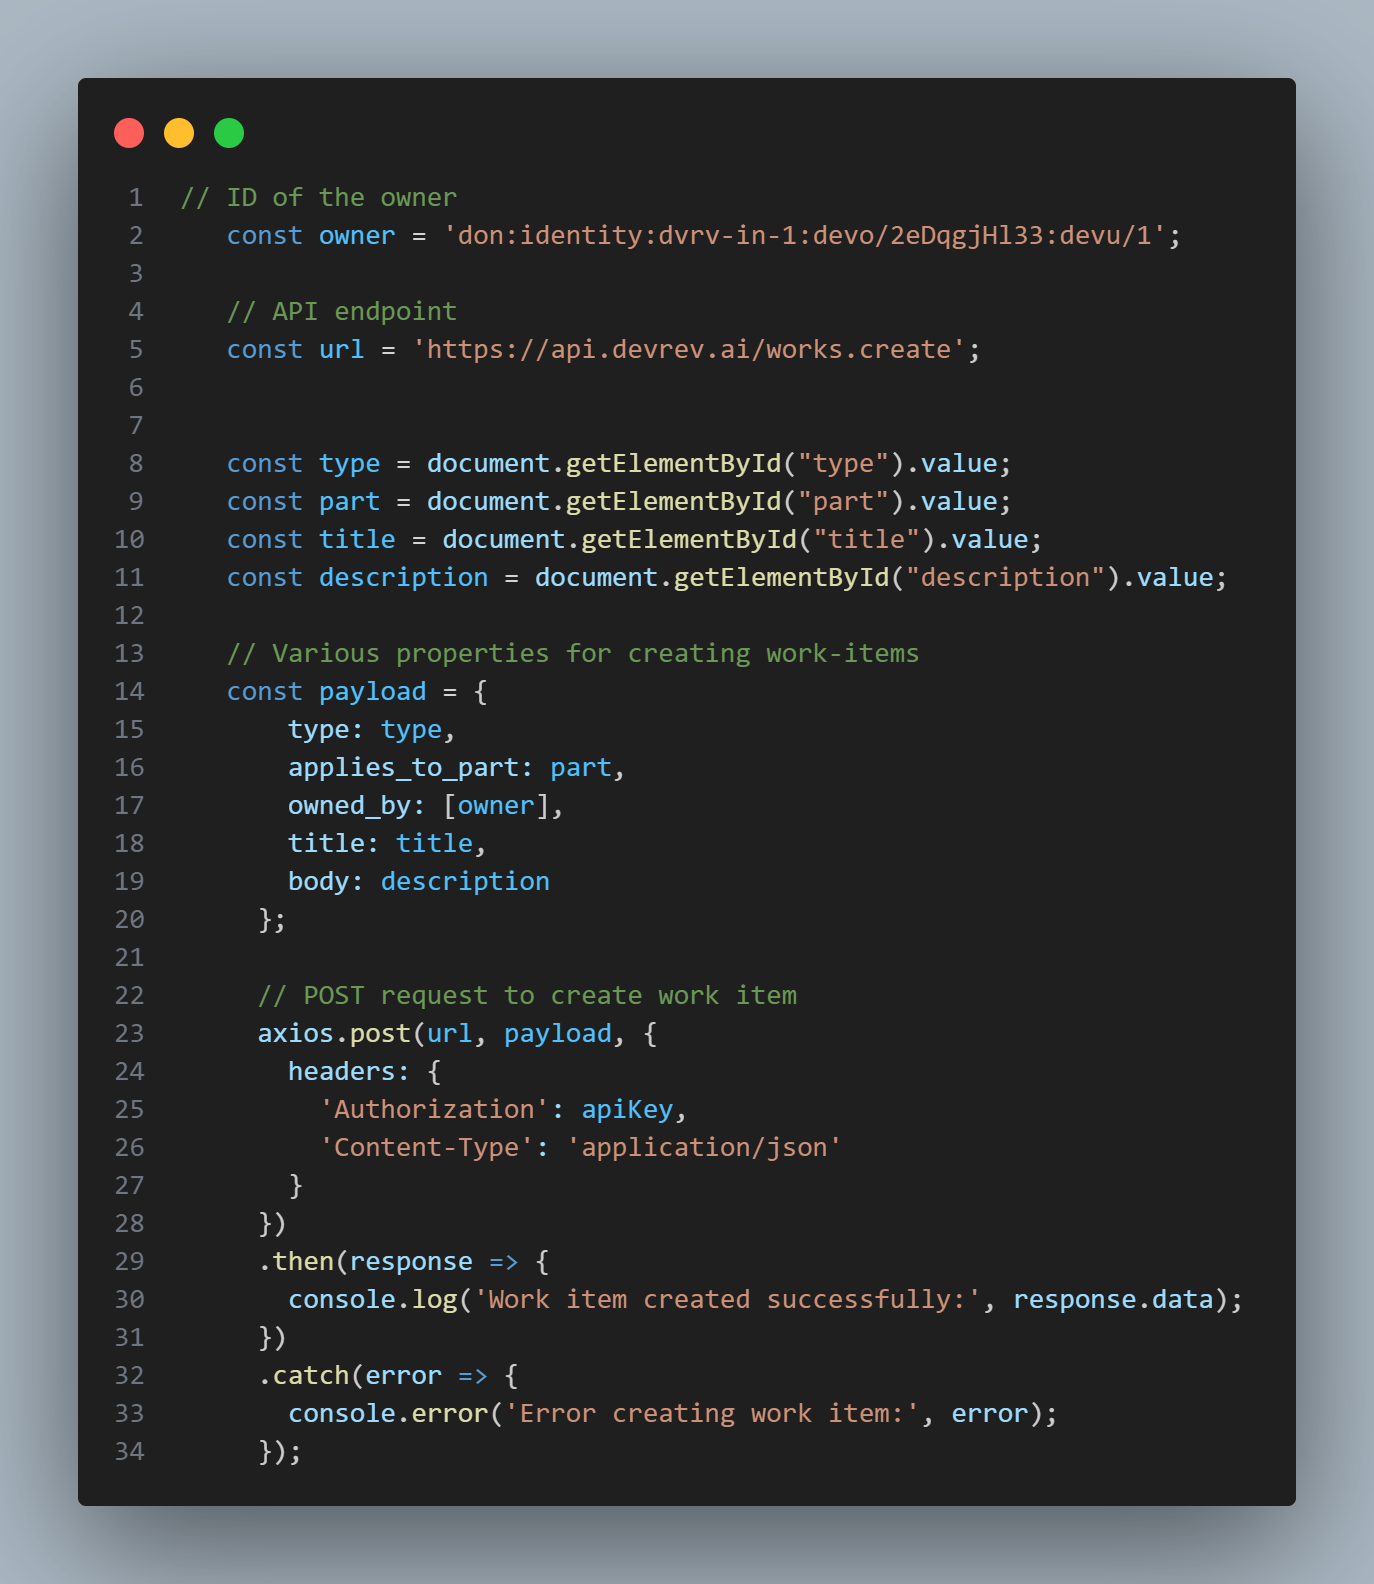 1 // ID of the owner
2 const owner = 'don:identity:dvrv-in-1:devo/2eDqgjHl33:devu/1';
3
4 // API endpoint
5 const url = 'https://api.devrev.ai/works.create';
6
7
8 const type = document.getElementById("type").value;
9 const part = document.getElementById("part").value;
10 const title = document.getElementById("title").value;
11 const description = document.getElementById("description").value;
12
13 // Various properties for creating work-items
14 const payload = {
15 type: type,
16 applies_to_part: part,
17 owned_by: [owner],
18 title: title,
19 body: description
20 };
21
22 // POST request to create work item
23 axios.post(url, payload, {
24 headers: {
25 'Authorization': apiKey,
26 'Content-Type': 'application/json'
27 }
28 })
29 .then(response => {
30 console.log('Work item created successfully:', response.data);
31 })
32 .catch(error => {
33 console.error('Error creating work item:', error);
34 });